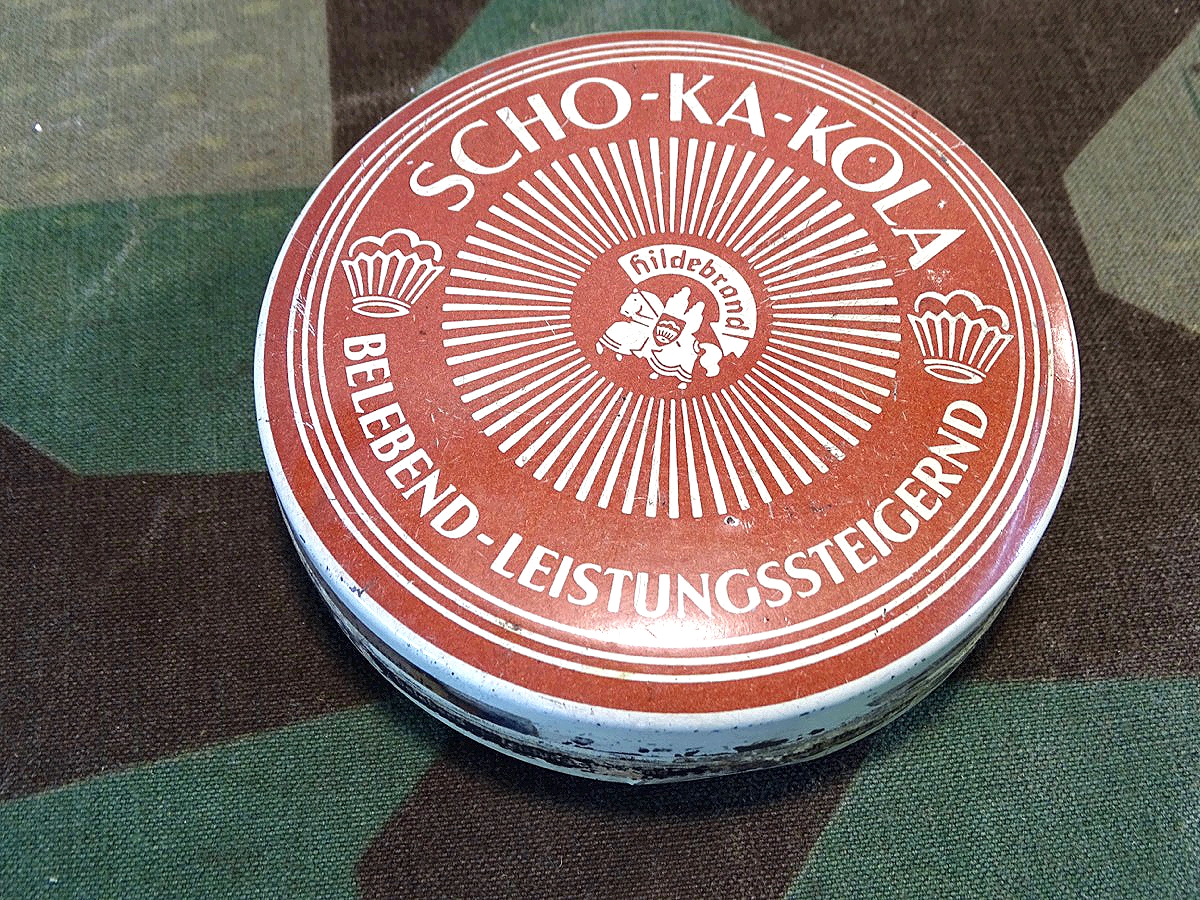 SCHO-KA-KOLA
hildebrand
BELEBEND-LEISTUNGSSTEIGERND